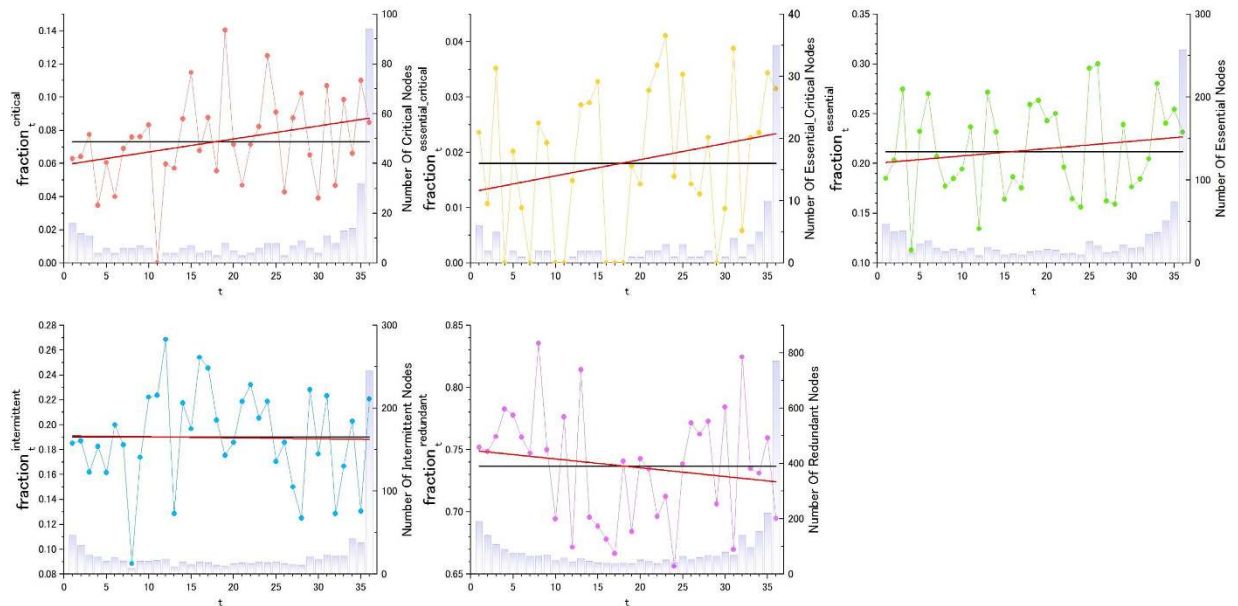 fraction_t^critical
0.14
0.12
0.10
0.08
0.06
0.04
0.02
0.00
0 5 10 15 20 25 30 35
t
100
80
60
40
20
0
Number Of Critical Nodes
fraction_t^essential_critical
0.04
0.03
0.02
0.01
0.00
0 5 10 15 20 25 30 35
t
40
30
20
10
0
Number Of Essential_Critical Nodes
fraction_t^essential
0.35
0.30
0.25
0.20
0.15
0.10
0 5 10 15 20 25 30 35
t
300
200
100
0
Number Of Essential Nodes
fraction_t^intermittent
0.28
0.26
0.24
0.22
0.20
0.18
0.16
0.14
0.12
0.10
0.08
0 5 10 15 20 25 30 35
t
300
200
100
0
Number Of Intermittent Nodes
fraction_t^redundant
0.85
0.80
0.75
0.70
0.65
0 5 10 15 20 25 30 35
t
800
600
400
200
0
Number Of Redundant Nodes